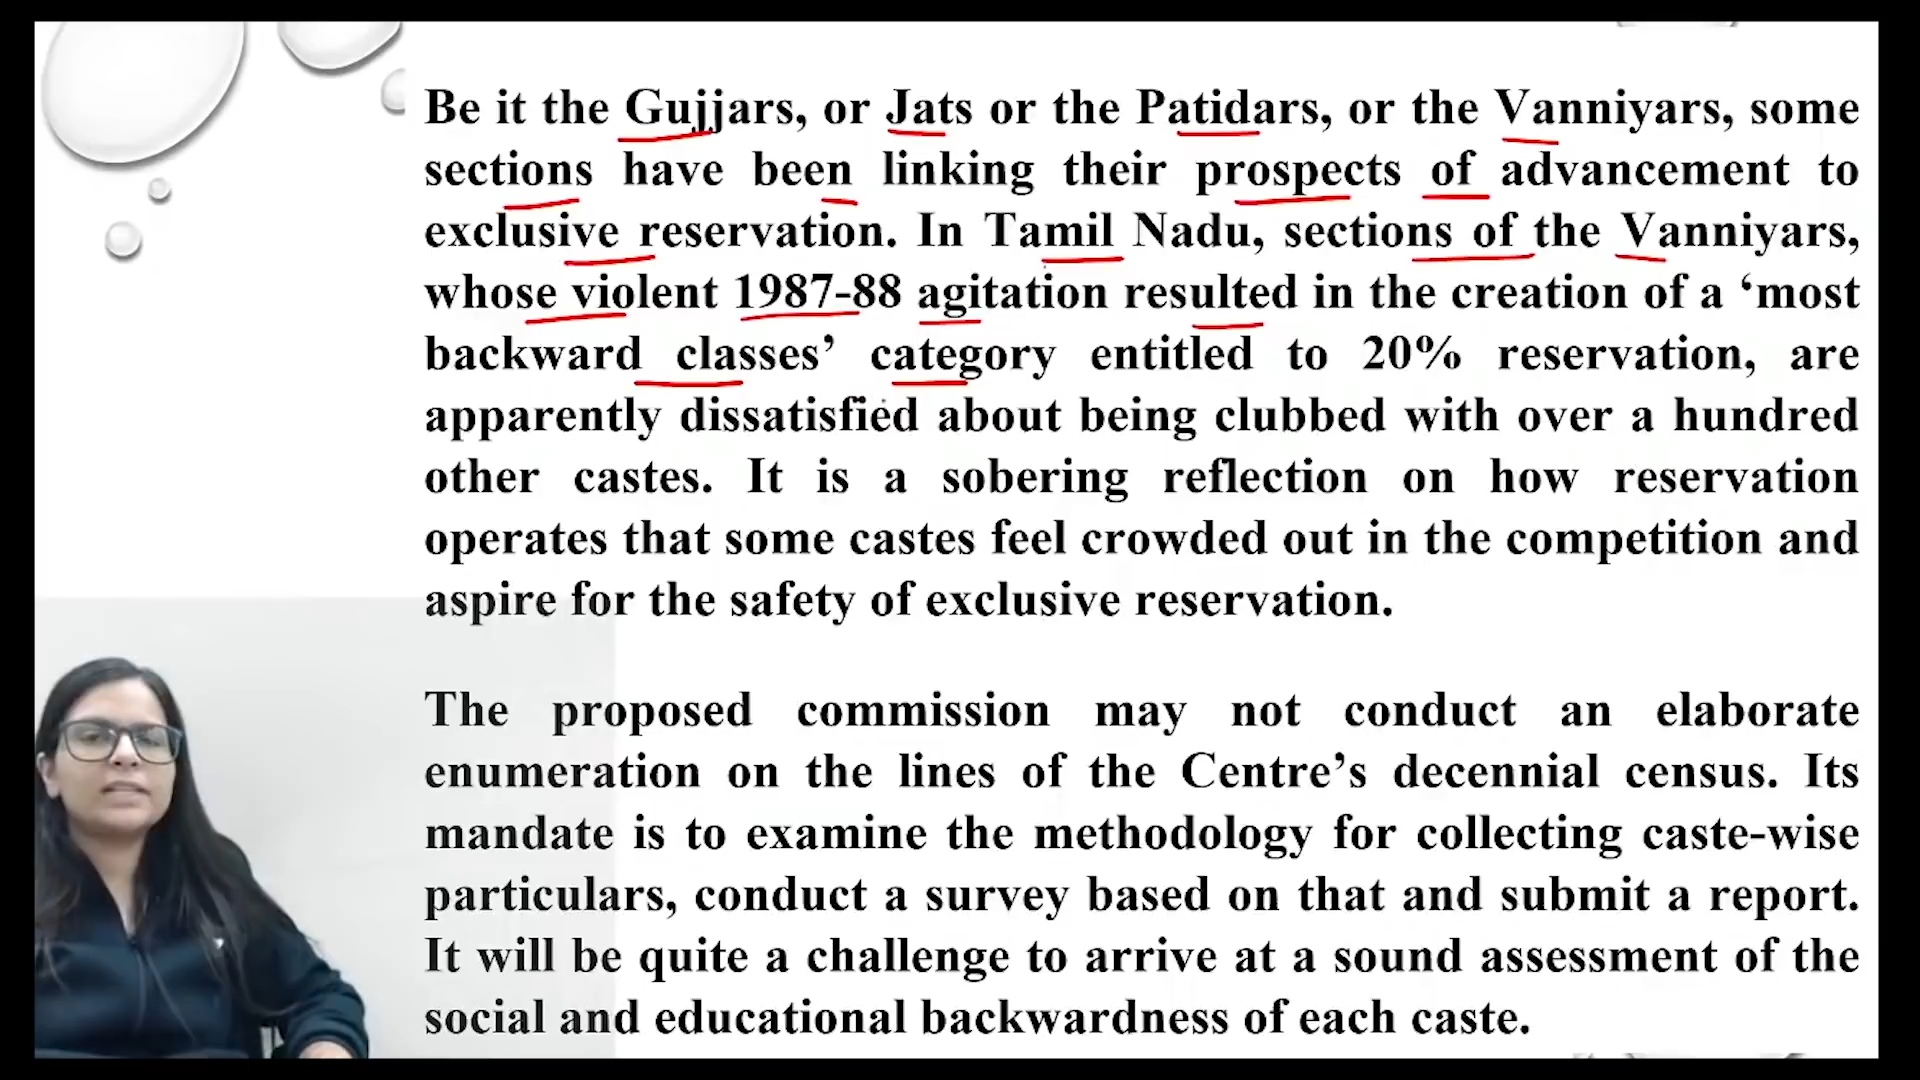 Be it the Gujjars, or Jats or the Patidars, or the Vanniyars, some
sections have been linking their prospects of advancement to
exclusive reservation. In Tamil Nadu, sections of the Vanniyars,
whose violent 1987-88 agitation resulted in the creation of a ‘most
backward classes’ category entitled to 20% reservation, are
apparently dissatisfied about being clubbed with over a hundred
other castes. It is a sobering reflection on how reservation
operates that some castes feel crowded out in the competition and
aspire for the safety of exclusive reservation.
The proposed commission may not conduct an elaborate
enumeration on the lines of the Centre’s decennial census. Its
mandate is to examine the methodology for collecting caste-wise
particulars, conduct a survey based on that and submit a report.
It will be quite a challenge to arrive at a sound assessment of the
social and educational backwardness of each caste.